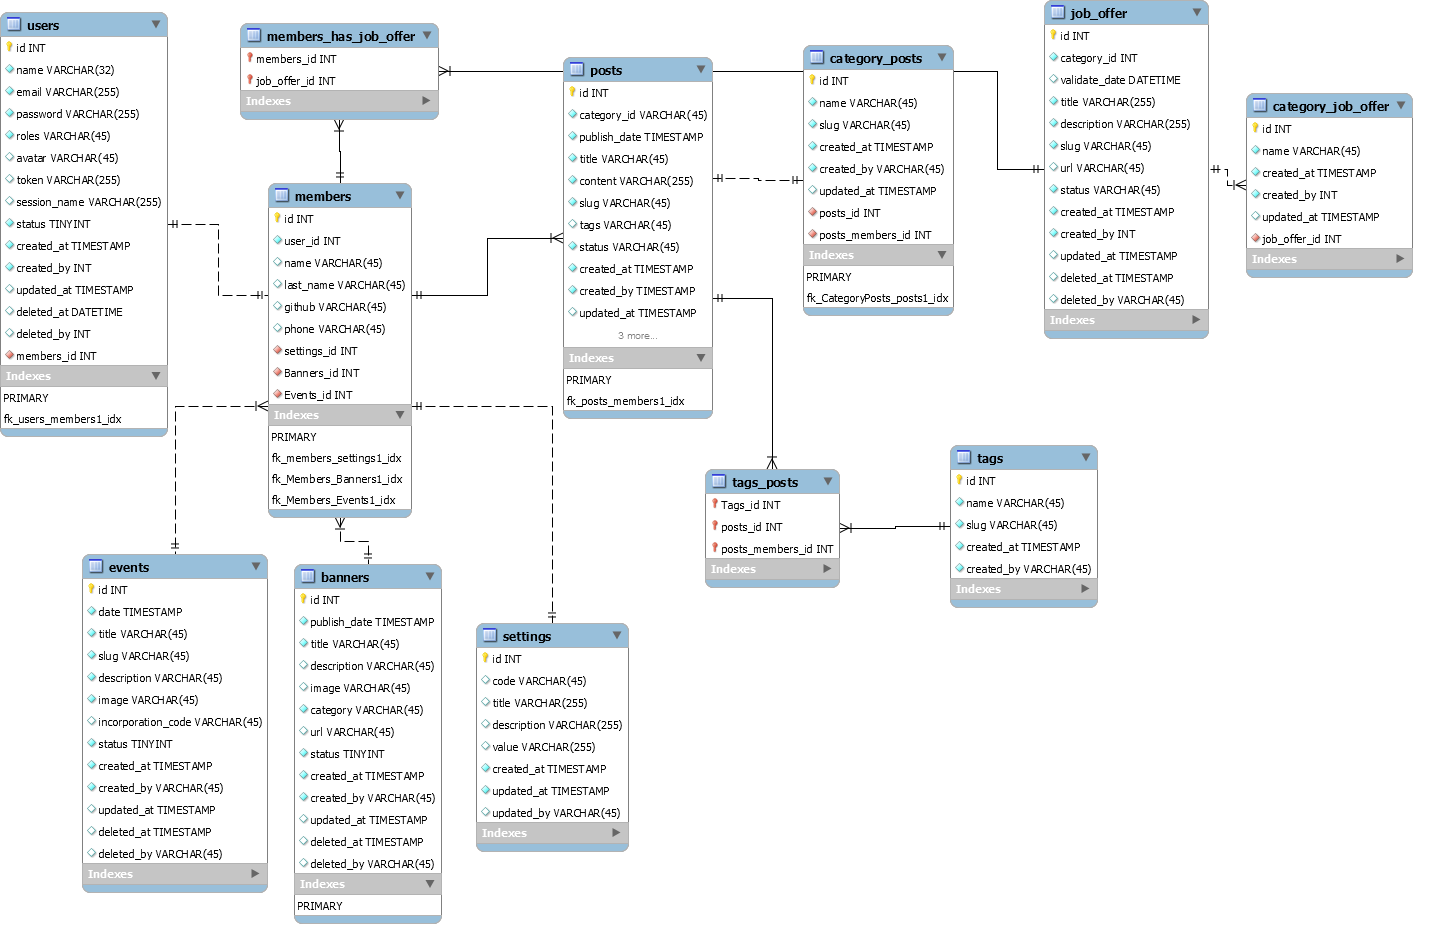 users
id INT
name VARCHAR(32)
email VARCHAR(255)
password VARCHAR(255)
roles VARCHAR(45)
avatar VARCHAR(45)
token VARCHAR(255)
session_name VARCHAR(255)
status TINYINT
created_at TIMESTAMP
created_by INT
updated_at TIMESTAMP
deleted_at DATETIME
deleted_by INT
members_id INT
Indexes
PRIMARY
fk_users_members1_idx
members_has_job_offer
members_id INT
job_offer_id INT
Indexes
members
id INT
user_id INT
name VARCHAR(45)
last_name VARCHAR(45)
github VARCHAR(45)
phone VARCHAR(45)
settings_id INT
Banners_id INT
Events_id INT
Indexes
PRIMARY
fk_members_settings1_idx
fk_Members_Banners1_idx
fk_Members_Events1_idx
posts
id INT
category_id VARCHAR(45)
publish_date TIMESTAMP
title VARCHAR(45)
content VARCHAR(255)
slug VARCHAR(45)
tags VARCHAR(45)
status VARCHAR(45)
created_at TIMESTAMP
created_by TIMESTAMP
updated_at TIMESTAMP
3 more...
Indexes
PRIMARY
fk_posts_members1_idx
category_posts
id INT
name VARCHAR(45)
slug VARCHAR(45)
created_at TIMESTAMP
created_by VARCHAR(45)
updated_at TIMESTAMP
posts_id INT
posts_members_id INT
Indexes
PRIMARY
fk_CategoryPosts_posts1_idx
job_offer
id INT
category_id INT
validate_date DATETIME
title VARCHAR(255)
description VARCHAR(255)
slug VARCHAR(45)
url VARCHAR(45)
status VARCHAR(45)
created_at TIMESTAMP
created_by INT
updated_at TIMESTAMP
deleted_at TIMESTAMP
deleted_by VARCHAR(45)
Indexes
category_job_offer
id INT
name VARCHAR(45)
created_at TIMESTAMP
created_by INT
updated_at TIMESTAMP
job_offer_id INT
Indexes
tags_posts
Tags_id INT
posts_id INT
posts_members_id INT
Indexes
tags
id INT
name VARCHAR(45)
slug VARCHAR(45)
created_at TIMESTAMP
created_by VARCHAR(45)
Indexes
events
id INT
date TIMESTAMP
title VARCHAR(45)
slug VARCHAR(45)
description VARCHAR(45)
image VARCHAR(45)
incorporation_code VARCHAR(45)
status TINYINT
created_at TIMESTAMP
created_by VARCHAR(45)
updated_at TIMESTAMP
deleted_at TIMESTAMP
deleted_by VARCHAR(45)
Indexes
banners
id INT
publish_date TIMESTAMP
title VARCHAR(45)
description VARCHAR(45)
image VARCHAR(45)
category VARCHAR(45)
url VARCHAR(45)
status TINYINT
created_at TIMESTAMP
created_by VARCHAR(45)
updated_at TIMESTAMP
deleted_at TIMESTAMP
deleted_by VARCHAR(45)
Indexes
PRIMARY
settings
id INT
code VARCHAR(45)
title VARCHAR(255)
description VARCHAR(255)
value VARCHAR(255)
created_at TIMESTAMP
updated_at TIMESTAMP
updated_by VARCHAR(45)
Indexes